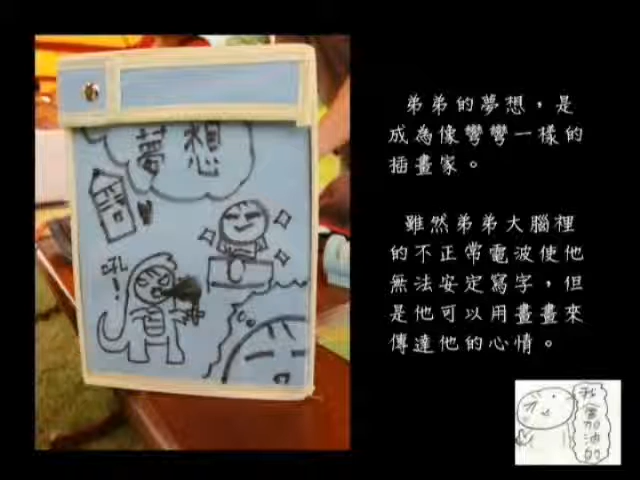 夢想
吼!
弟弟的夢想,是
成為像彎彎一樣的
插畫家。
雖然弟弟大腦裡
的不正常電波使他
無法安定寫字,但
是他可以用畫畫來
傳達他的心情。
我會加油的